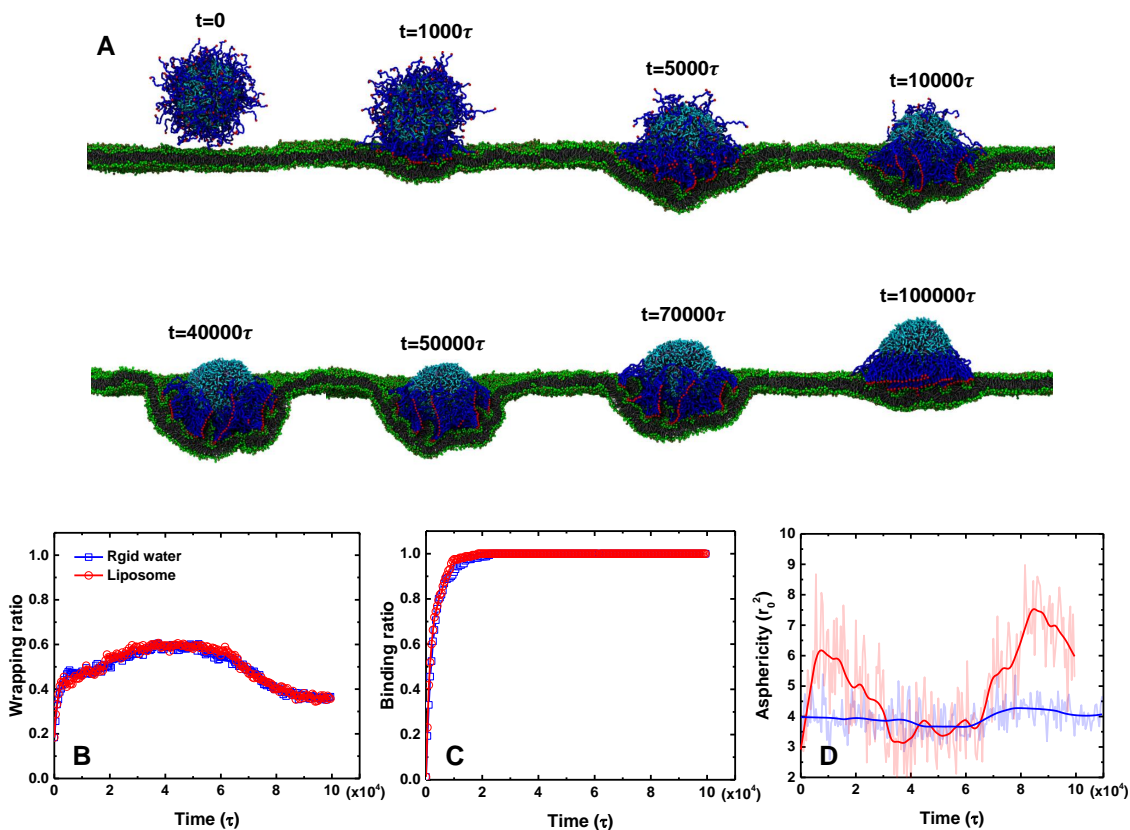 A
t=0
t=1000τ
t=5000τ
t=10000τ
t=40000τ
t=50000τ
t=70000τ
t=100000τ
Wrapping ratio
1.0
0.8
0.6
0.4
0.2
0.0
Rgid water
Liposome
B
0 2 4 6 8 10
(x10⁴)
Time (τ)
Binding ratio
1.0
0.8
0.6
0.4
0.2
0.0
C
0 2 4 6 8 10
(x10⁴)
Time (τ)
Asphericity (r₀²)
10
9
8
7
6
5
4
3
2
D
0 2 4 6 8 10
(x10⁴)
Time (τ)